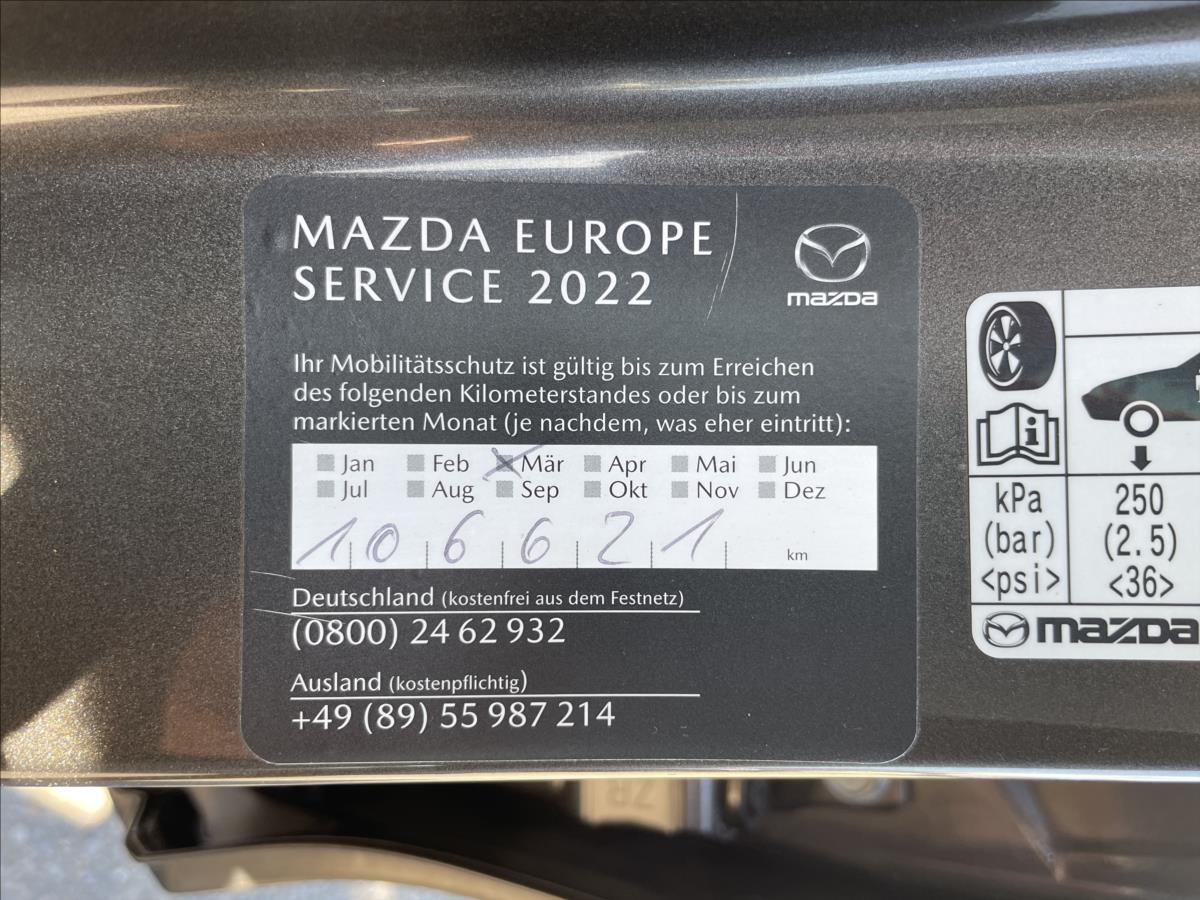 MAZDA EUROPE
SERVICE 2022
mazda
Ihr Mobilitätsschutz ist gültig bis zum Erreichen
des folgenden Kilometerstandes oder bis zum
markierten Monat (je nachdem, was eher eintritt):
Jan Feb Mär Apr Mai Jun
Jul Aug Sep Okt Nov Dez
106621 km
Deutschland (kostenfrei aus dem Festnetz)
(0800) 24 62 932
Ausland (kostenpflichtig)
+49 (89) 55 987 214
kPa 250
(bar) (2.5)
<psi> <36>
mazda